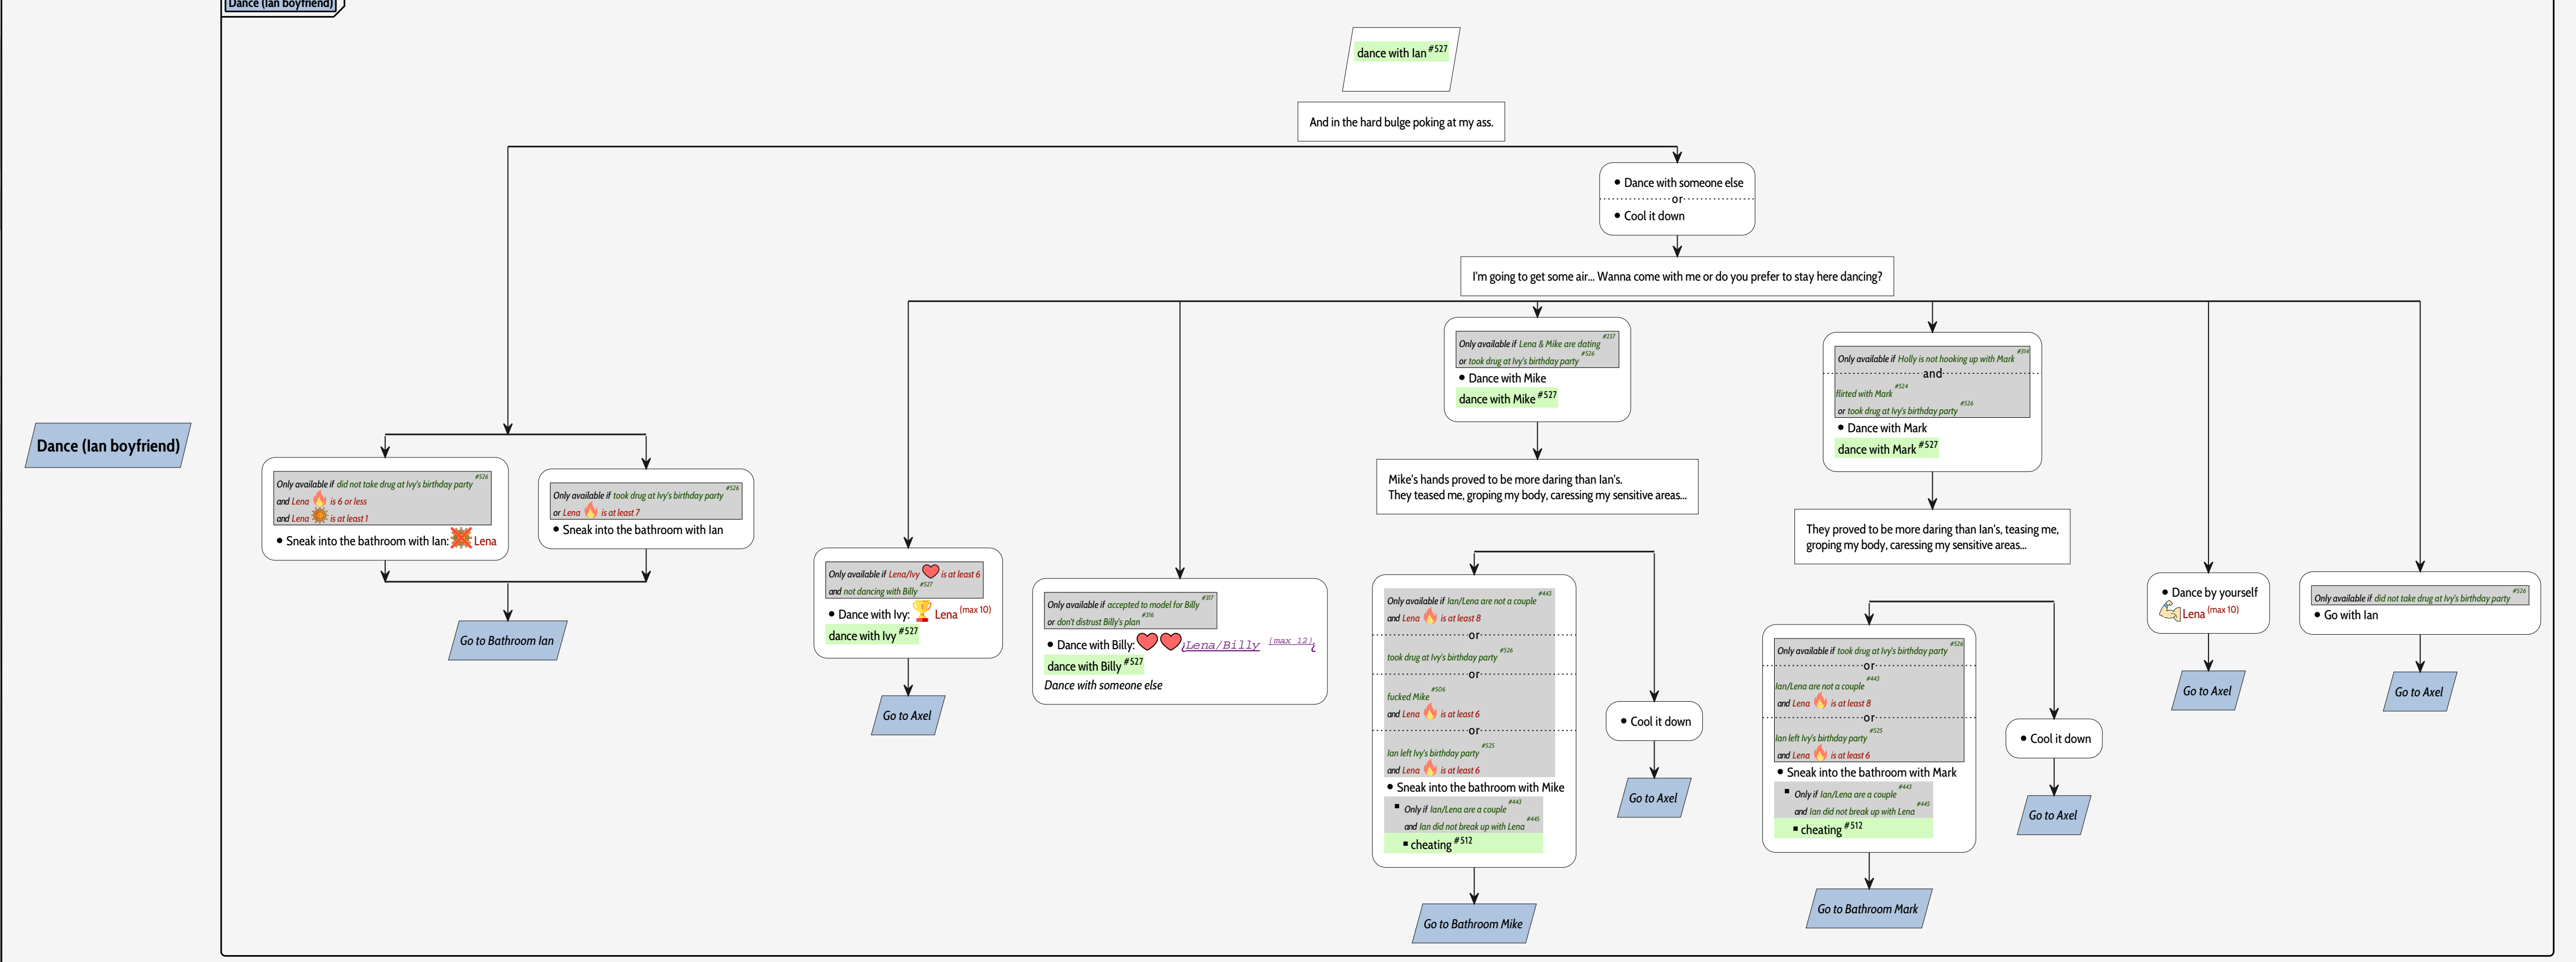 Dance (Ian boyfriend)
dance with Ian #527
And in the hard bulge poking at my ass.
• Dance with someone else
or
• Cool it down
I'm going to get some air... Wanna come with me or do you prefer to stay here dancing?
Dance (Ian boyfriend)
Only available if did not take drug at Ivy's birthday party #526
and Lena is 6 or less
and Lena is at least 1
• Sneak into the bathroom with Ian: Lena
Only available if took drug at Ivy's birthday party #526
or Lena is at least 7
• Sneak into the bathroom with Ian
Go to Bathroom Ian
Only available if Lena/Ivy is at least 6
and not dancing with Billy #527
• Dance with Ivy: Lena (max 10)
dance with Ivy #527
Go to Axel
Only available if accepted to model for Billy #317
or don't distrust Billy's plan #316
• Dance with Billy: ¿Lena/Billy (max 12)¿
dance with Billy #527
Dance with someone else
Only available if Lena & Mike are dating #237
or took drug at Ivy's birthday party #526
• Dance with Mike
dance with Mike #527
Mike's hands proved to be more daring than Ian's.
They teased me, groping my body, caressing my sensitive areas...
Only available if Ian/Lena are not a couple #443
and Lena is at least 8
or
took drug at Ivy's birthday party #526
or
fucked Mike #506
and Lena is at least 6
or
Ian left Ivy's birthday party #525
and Lena is at least 6
• Sneak into the bathroom with Mike
▪ Only if Ian/Lena are a couple #443
and Ian did not break up with Lena #445
▪ cheating #512
Go to Bathroom Mike
• Cool it down
Go to Axel
Only available if Holly is not hooking up with Mark #314
and
flirted with Mark #524
or took drug at Ivy's birthday party #526
• Dance with Mark
dance with Mark #527
They proved to be more daring than Ian's, teasing me,
groping my body, caressing my sensitive areas...
Only available if took drug at Ivy's birthday party #526
or
Ian/Lena are not a couple #443
and Lena is at least 8
or
Ian left Ivy's birthday party #525
and Lena is at least 6
• Sneak into the bathroom with Mark
▪ Only if Ian/Lena are a couple #443
and Ian did not break up with Lena #445
▪ cheating #512
Go to Bathroom Mark
• Cool it down
Go to Axel
• Dance by yourself
Lena (max 10)
Go to Axel
Only available if did not take drug at Ivy's birthday party #526
• Go with Ian
Go to Axel